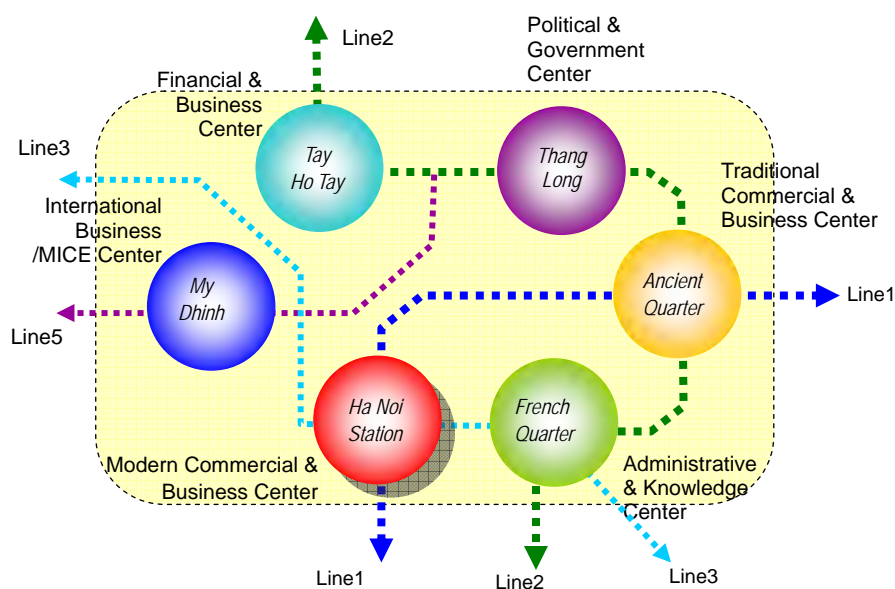 Line2
Political &
Government
Center
Financial &
Business
Center
Line3
Tay
Ho Tay
Thang
Long
Traditional
Commercial &
Business Center
International
Business
/MICE Center
My
Dhinh
Ancient
Quarter
Line1
Line5
Ha Noi
Station
French
Quarter
Modern Commercial &
Business Center
Administrative
& Knowledge
Center
Line1
Line2
Line3